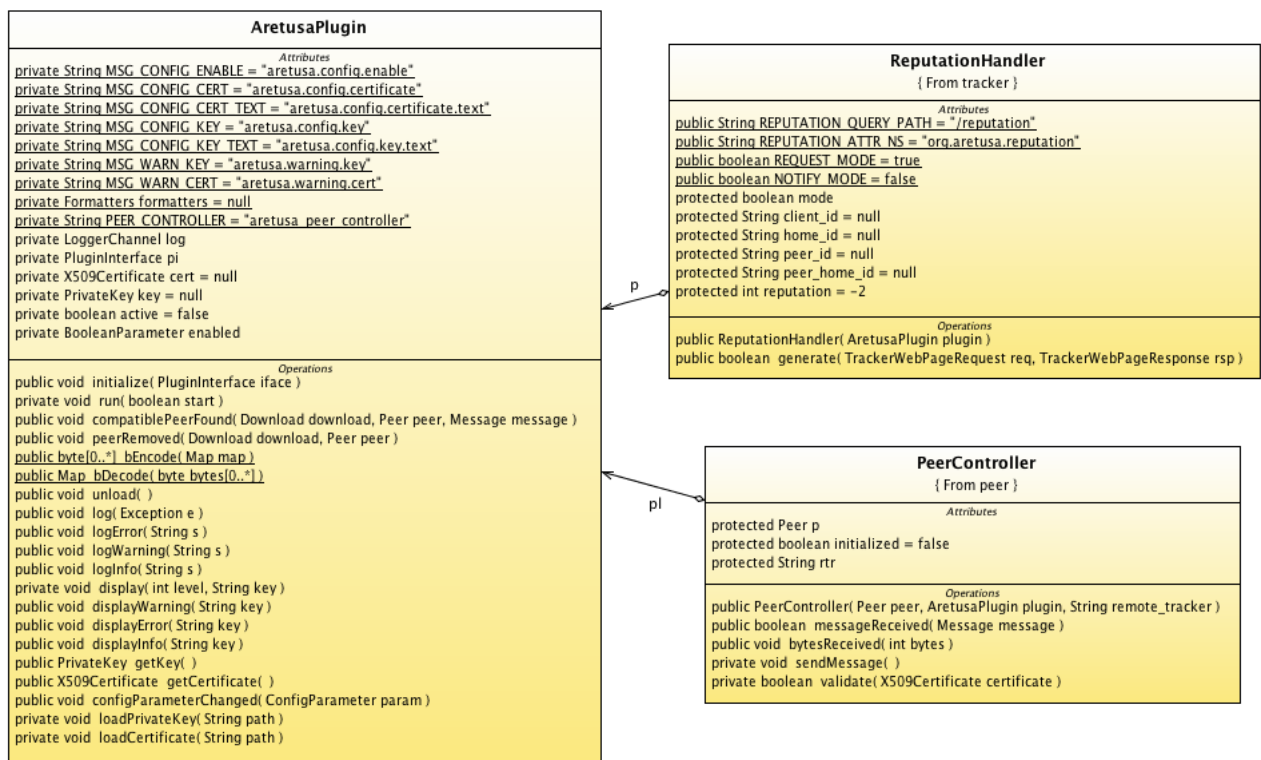 AretusaPlugin
Attributes
private String MSG_CONFIG_ENABLE = "aretusa.config.enable"
private String MSG_CONFIG_CERT = "aretusa.config.certificate"
private String MSG_CONFIG_CERT_TEXT = "aretusa.config.certificate.text"
private String MSG_CONFIG_KEY = "aretusa.config.key"
private String MSG_CONFIG_KEY_TEXT = "aretusa.config.key.text"
private String MSG_WARN_KEY = "aretusa.warning.key"
private String MSG_WARN_CERT = "aretusa.warning.cert"
private Formatters formatters = null
private String PEER_CONTROLLER = "aretusa_peer_controller"
private LoggerChannel log
private PluginInterface pi
private X509Certificate cert = null
private PrivateKey key = null
private boolean active = false
private BooleanParameter enabled
Operations
public void initialize( PluginInterface iface )
private void run( boolean start )
public void compatiblePeerFound( Download download, Peer peer, Message message )
public void peerRemoved( Download download, Peer peer )
public byte[0..*] bEncode( Map map )
public Map bDecode( byte bytes[0..*] )
public void unload( )
public void log( Exception e )
public void logError( String s )
public void logWarning( String s )
public void logInfo( String s )
private void display( int level, String key )
public void displayWarning( String key )
public void displayError( String key )
public void displayInfo( String key )
public PrivateKey getKey( )
public X509Certificate getCertificate( )
public void configParameterChanged( ConfigParameter param )
private void loadPrivateKey( String path )
private void loadCertificate( String path )
p
pl
ReputationHandler
{ From tracker }
Attributes
public String REPUTATION_QUERY_PATH = "/reputation"
public String REPUTATION_ATTR_NS = "org.aretusa.reputation"
public boolean REQUEST_MODE = true
public boolean NOTIFY_MODE = false
protected boolean mode
protected String client_id = null
protected String home_id = null
protected String peer_id = null
protected String peer_home_id = null
protected int reputation = -2
Operations
public ReputationHandler( AretusaPlugin plugin )
public boolean generate( TrackerWebPageRequest req, TrackerWebPageResponse rsp )
PeerController
{ From peer }
Attributes
protected Peer p
protected boolean initialized = false
protected String rtr
Operations
public PeerController( Peer peer, AretusaPlugin plugin, String remote_tracker )
public boolean messageReceived( Message message )
public void bytesReceived( int bytes )
private void sendMessage( )
private boolean validate( X509Certificate certificate )